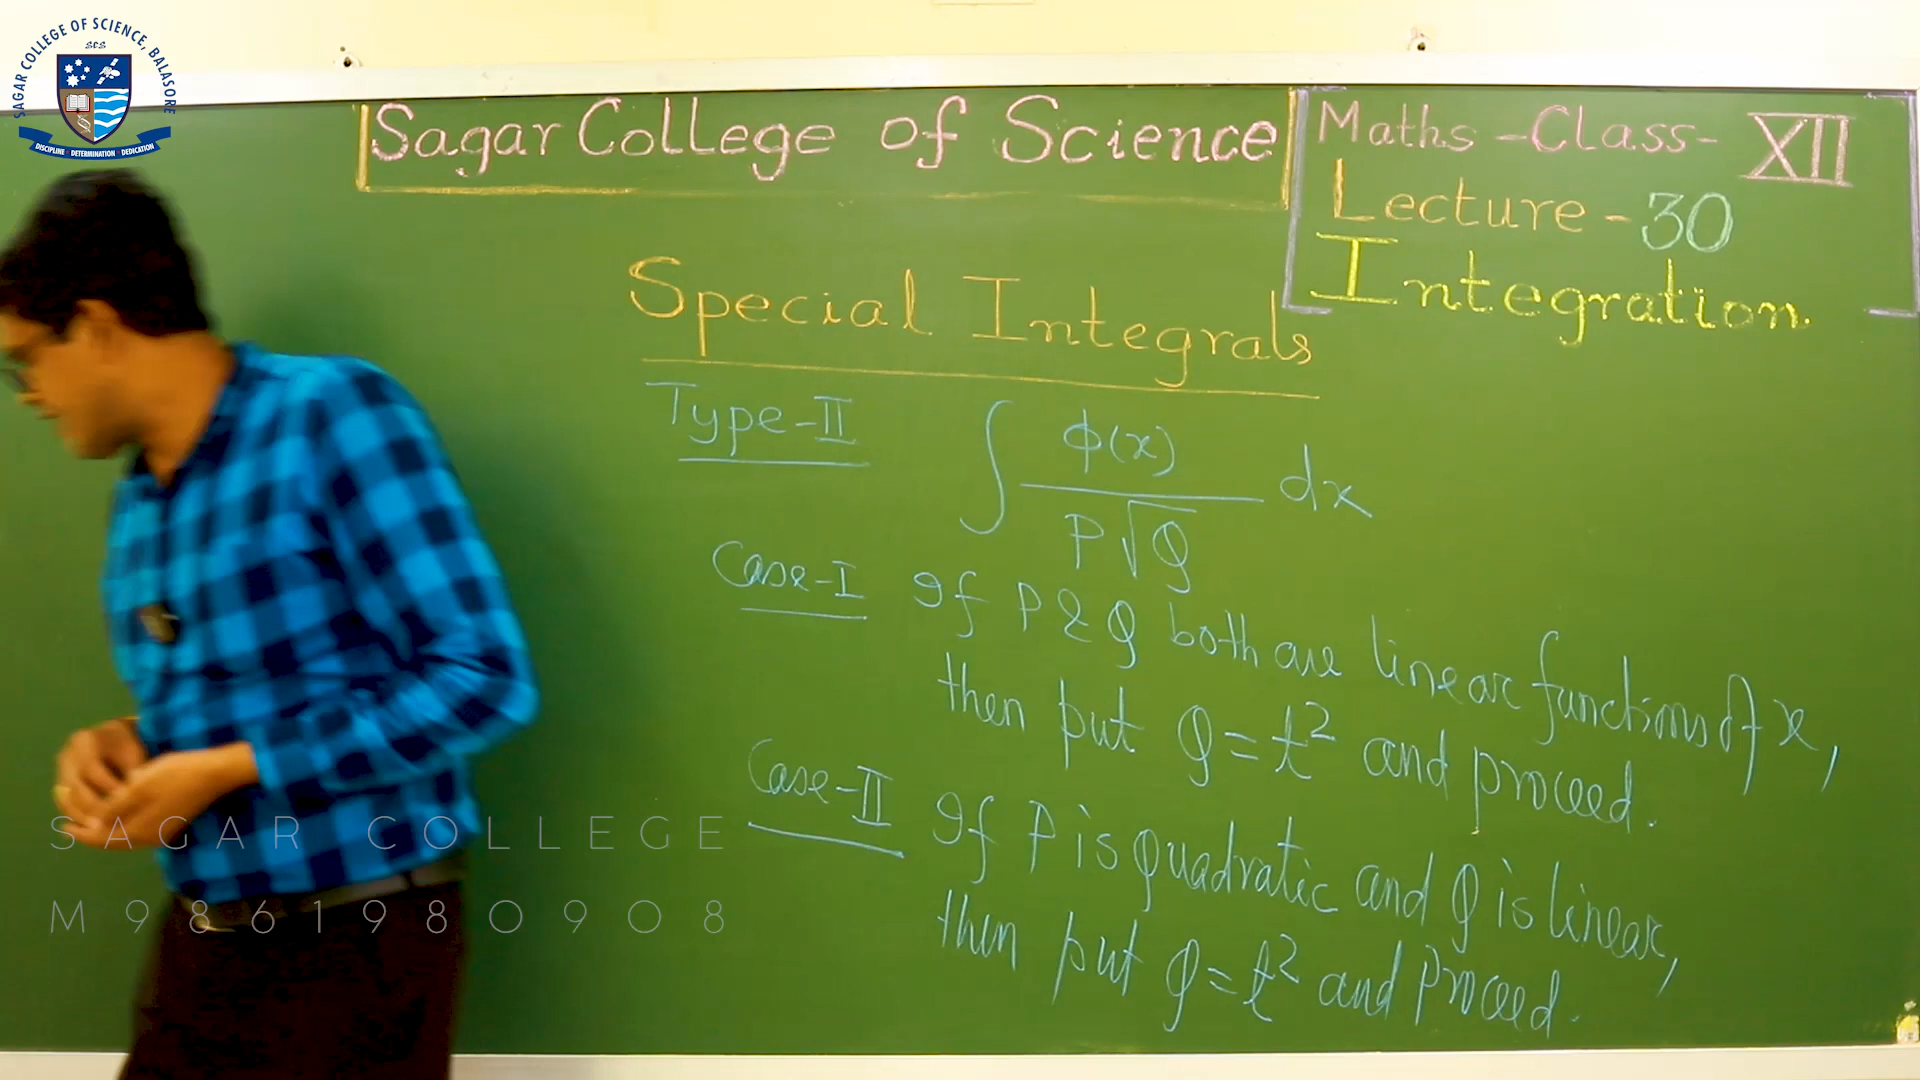 SAGAR COLLEGE OF SCIENCE, BALASORE
SCS
DISCIPLINE DETERMINATION DEDICATION
Sagar College of Science
Maths - Class - XII
Lecture - 30
Integration
Special Integrals
Type-II ∫ ϕ(x) / P√Q dx
Case-I If P & Q both are linear functions of x,
then put Q = t² and proceed.
Case-II If P is quadratic and Q is linear,
then put Q = t² and proceed.
SAGAR COLLEGE
M9861980908